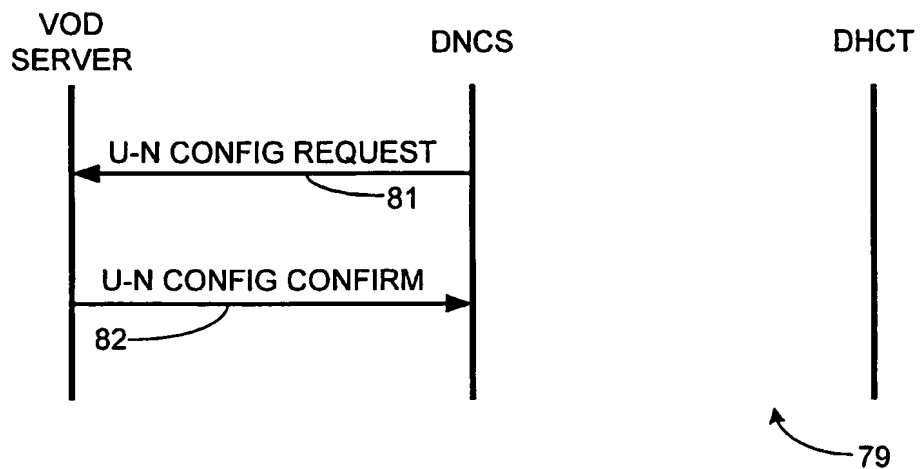 VOD
SERVER
DNCS
DHCT
U-N CONFIG REQUEST
81
U-N CONFIG CONFIRM
82
79